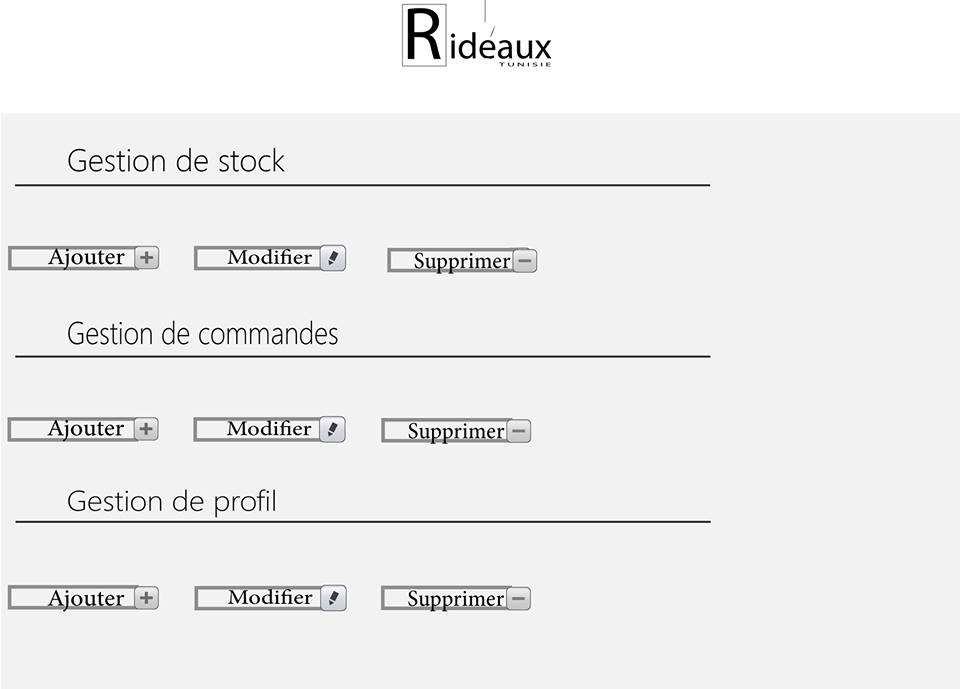 Rideaux
TUNISIE
Gestion de stock
Ajouter + Modifier Supprimer −
Gestion de commandes
Ajouter + Modifier Supprimer −
Gestion de profil
Ajouter + Modifier Supprimer −